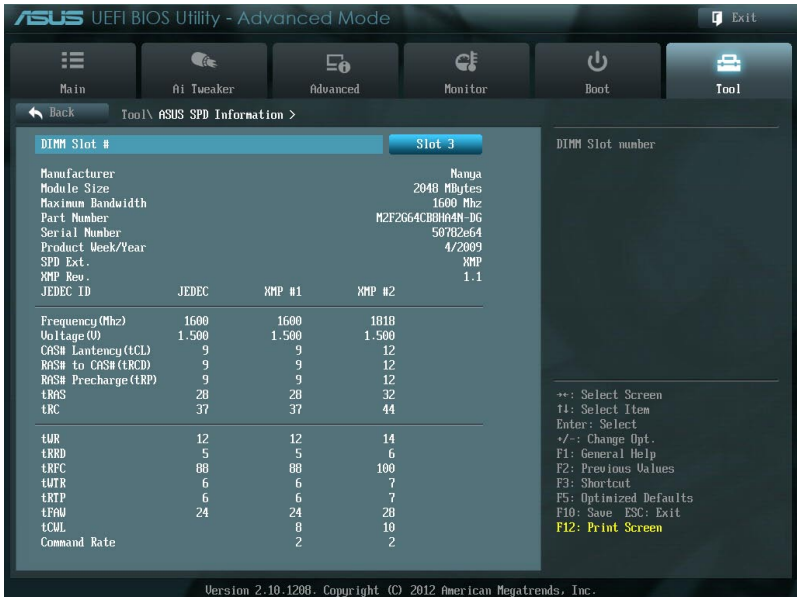 ASUS UEFI BIOS Utility - Advanced Mode
Exit
Main Ai Tweaker Advanced Monitor Boot Tool
Back Tool\ ASUS SPD Information >
DIMM Slot # Slot 3
Manufacturer Nanya
Module Size 2048 MBytes
Maximum Bandwidth 1600 Mhz
Part Number M2F2G64CB8HA4N-DG
Serial Number 50782e64
Product Week/Year 4/2009
SPD Ext. XMP
XMP Rev. 1.1
JEDEC ID JEDEC XMP #1 XMP #2
Frequency(Mhz) 1600 1600 1818
Voltage(V) 1.500 1.500 1.500
CAS# Lantency(tCL) 9 9 12
RAS# to CAS#(tRCD) 9 9 12
RAS# Precharge(tRP) 9 9 12
tRAS 28 28 32
tRC 37 37 44
tWR 12 12 14
tRRD 5 5 6
tRFC 88 88 100
tWTR 6 6 7
tRTP 6 6 7
tFAW 24 24 28
tCWL 8 10
Command Rate 2 2
DIMM Slot number
→←: Select Screen
↑↓: Select Item
Enter: Select
+/-: Change Opt.
F1: General Help
F2: Previous Values
F3: Shortcut
F5: Optimized Defaults
F10: Save ESC: Exit
F12: Print Screen
Version 2.10.1208. Copyright (C) 2012 American Megatrends, Inc.